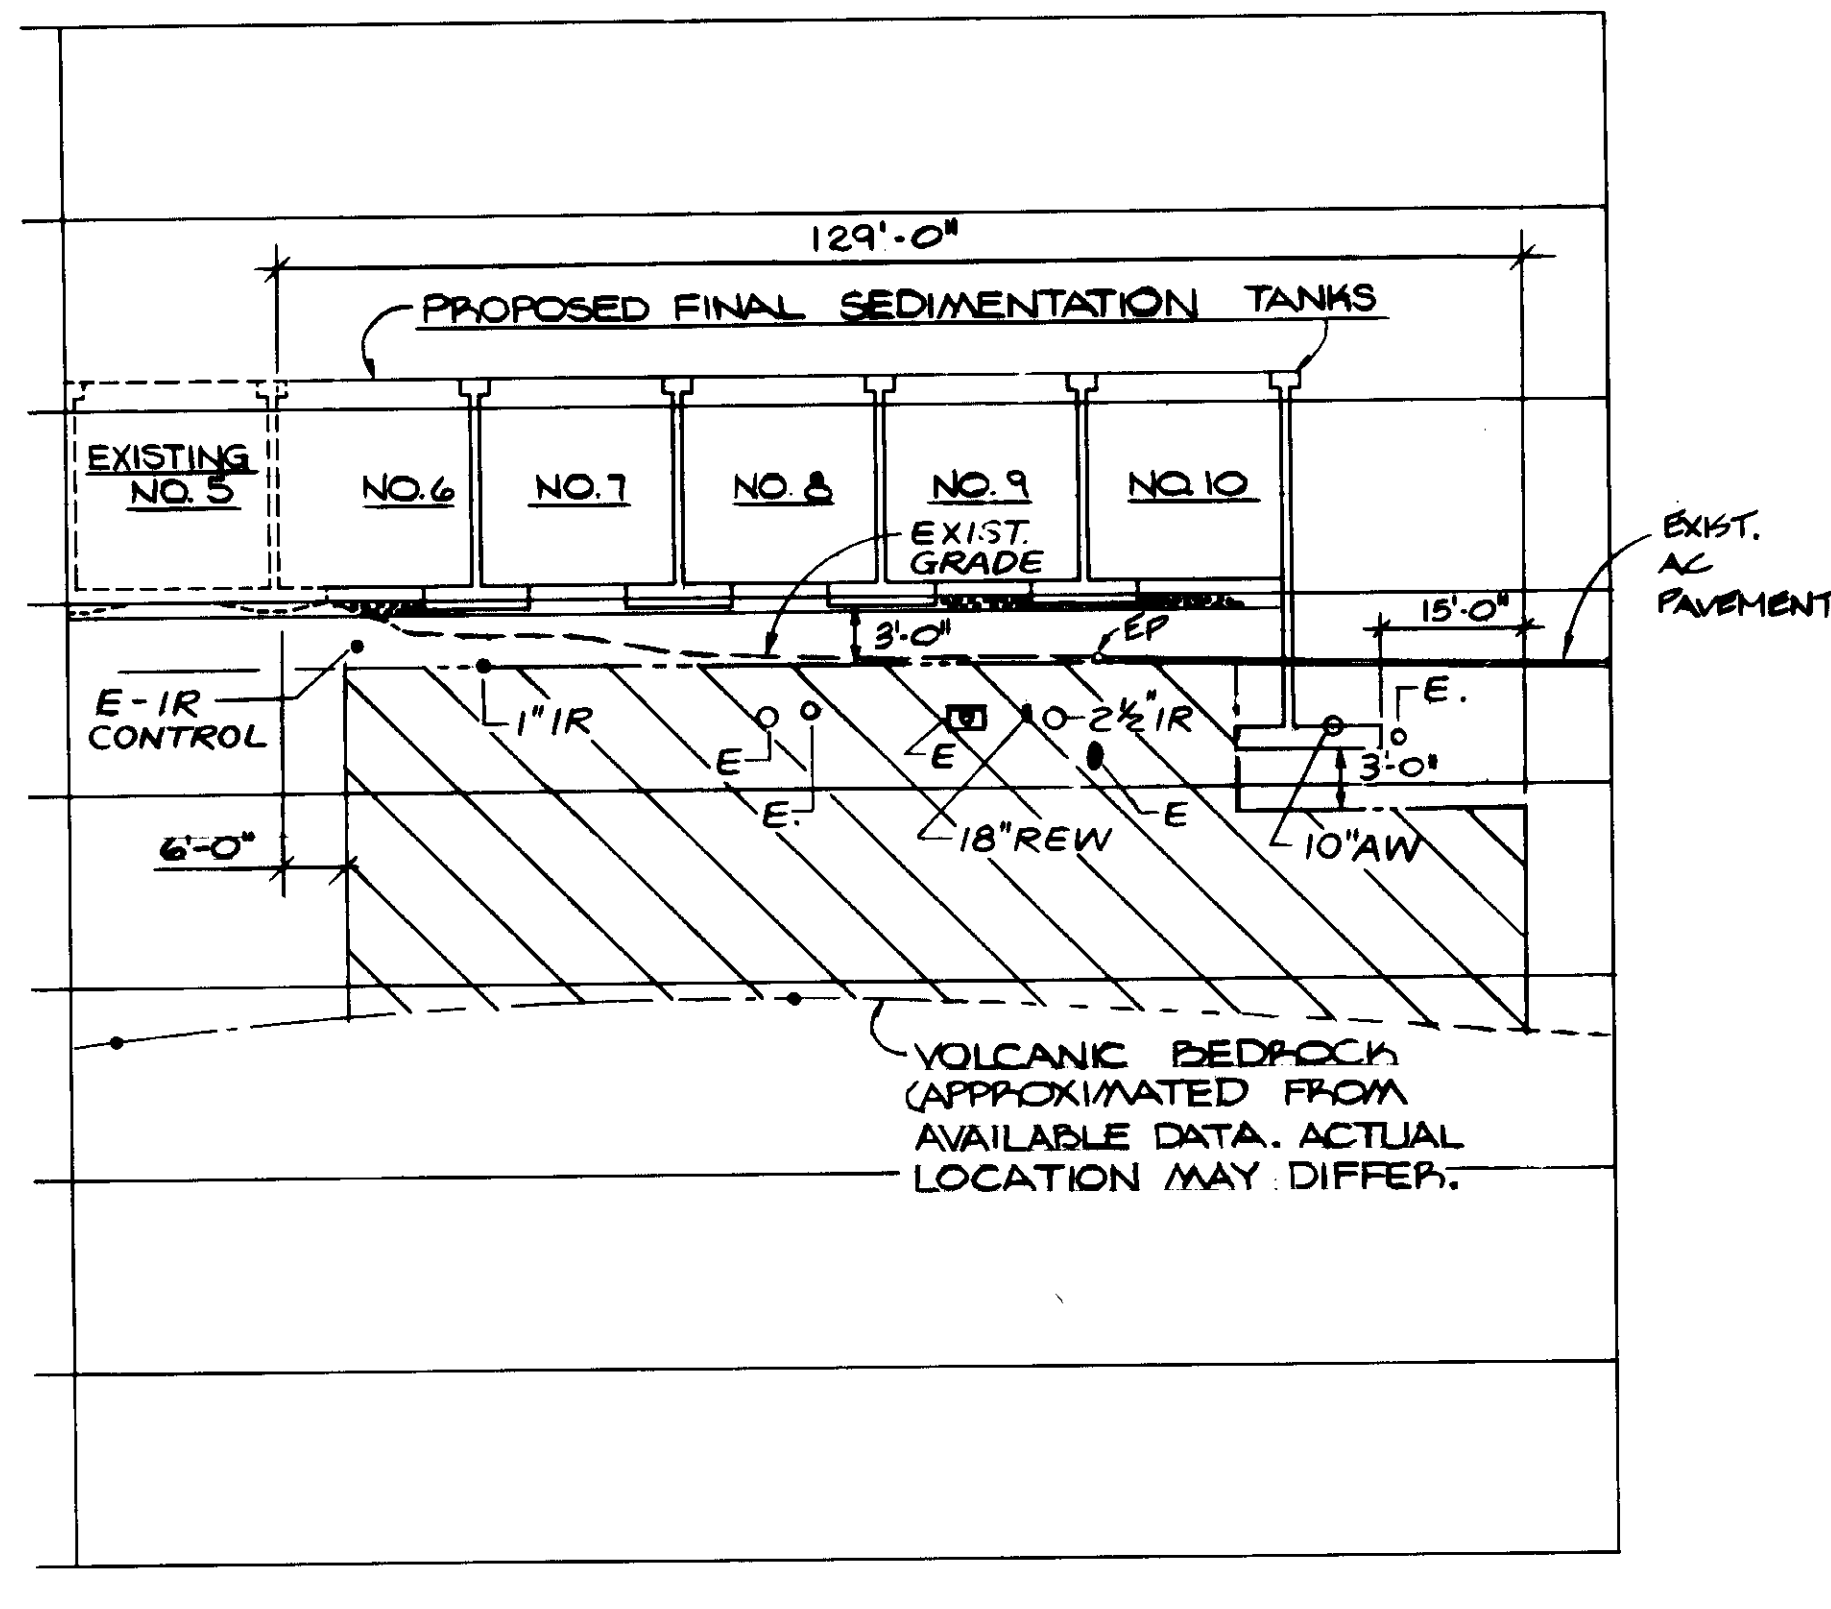 129'-0"
PROPOSED FINAL SEDIMENTATION TANKS
EXISTING
NO. 5
NO. 6
NO. 7
NO. 8
NO. 9
NO. 10
EXIST.
GRADE
EXIST.
AC
PAVEMENT
15'-0"
3'-0"
EP
E-IR
CONTROL
1" IR
E
E.
E
2½" IR
E.
3'-0"
E
18" REW
10" AW
6'-0"
VOLCANIC BEDROCK
(APPROXIMATED FROM
AVAILABLE DATA. ACTUAL
LOCATION MAY DIFFER.